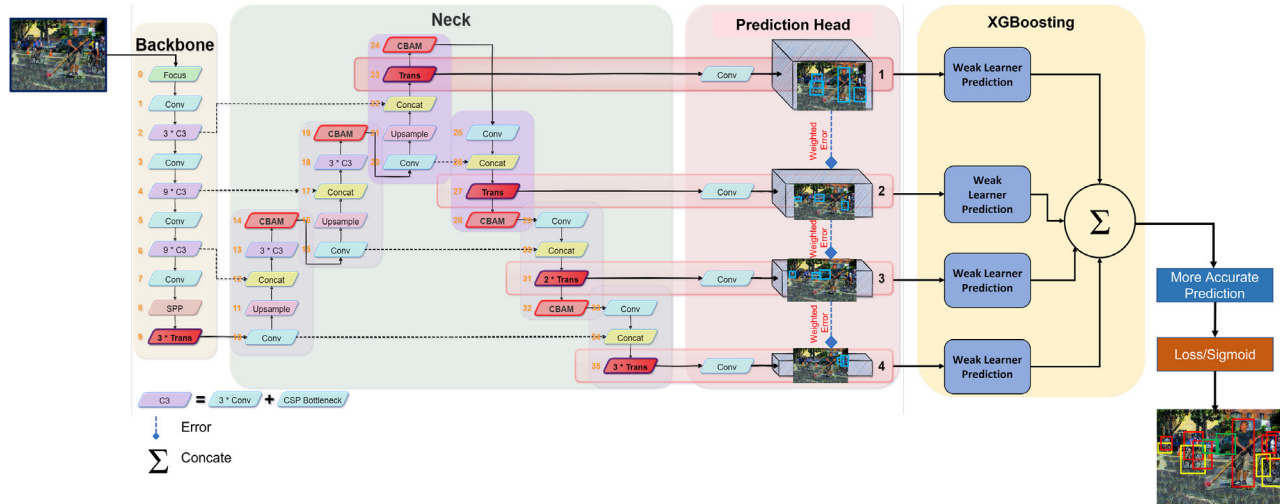 Backbone
0 Focus
1 Conv
2 3 * C3
3 Conv
4 9 * C3
5 Conv
6 9 * C3
7 Conv
8 SPP
9 3 * Trans
Neck
24 CBAM
23 Trans
22 Concat
21 Upsample
20 Conv
19 CBAM
18 3 * C3
17 Concat
Upsample
15 Conv
14 CBAM
13 3 * C3
12 Concat
11 Upsample
10 Conv
25 Conv
26 Concat
27 Trans
28 CBAM
29 Conv
30 Concat
31 2 * Trans
32 CBAM
33 Conv
34 Concat
35 3 * Trans
Prediction Head
Conv
1
Weighted
Error
Conv
2
Weighted
Error
Conv
3
Weighted
Error
Conv
4
XGBoosting
Weak Learner
Prediction
Weak
Learner
Prediction
Weak Learner
Prediction
Weak Learner
Prediction
Σ
More Accurate
Prediction
Loss/Sigmoid
C3 = 3 * Conv + CSP Bottleneck
Error
Σ Concate